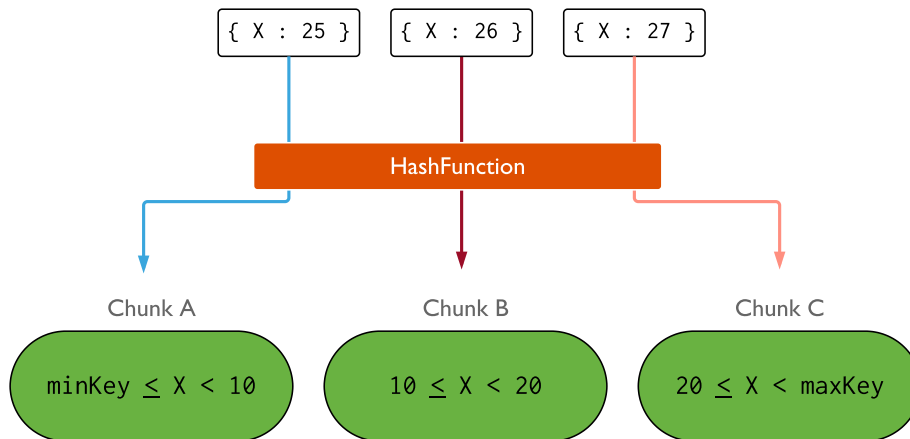 { X : 25 }
{ X : 26 }
{ X : 27 }
HashFunction
Chunk A
Chunk B
Chunk C
minKey ≤ X < 10
10 ≤ X < 20
20 ≤ X < maxKey